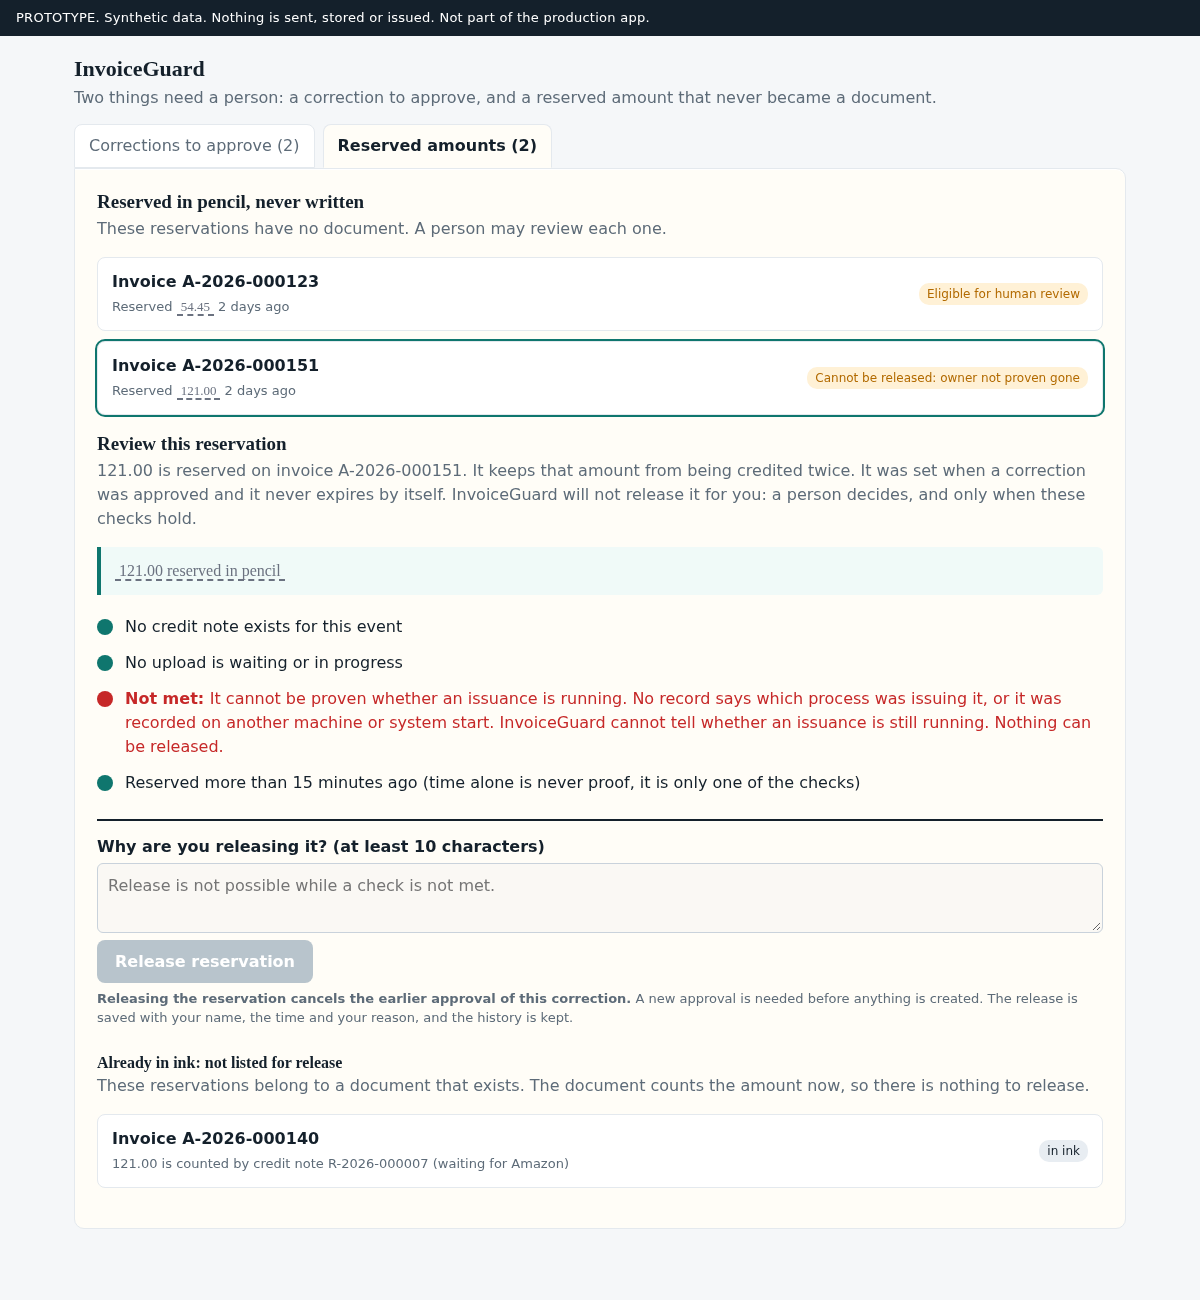 PROTOTYPE. Synthetic data. Nothing is sent, stored or issued. Not part of the production app.
InvoiceGuard
Two things need a person: a correction to approve, and a reserved amount that never became a document.
Corrections to approve (2)
Reserved amounts (2)
Reserved in pencil, never written
These reservations have no document. A person may review each one.
Invoice A-2026-000123
Reserved 54.45 2 days ago
Eligible for human review
Invoice A-2026-000151
Reserved 121.00 2 days ago
Cannot be released: owner not proven gone
Review this reservation
121.00 is reserved on invoice A-2026-000151. It keeps that amount from being credited twice. It was set when a correction
was approved and it never expires by itself. InvoiceGuard will not release it for you: a person decides, and only when these
checks hold.
121.00 reserved in pencil
No credit note exists for this event
No upload is waiting or in progress
Not met: It cannot be proven whether an issuance is running. No record says which process was issuing it, or it was
recorded on another machine or system start. InvoiceGuard cannot tell whether an issuance is still running. Nothing can
be released.
Reserved more than 15 minutes ago (time alone is never proof, it is only one of the checks)
Why are you releasing it? (at least 10 characters)
Release is not possible while a check is not met.
Release reservation
Releasing the reservation cancels the earlier approval of this correction. A new approval is needed before anything is created. The release is
saved with your name, the time and your reason, and the history is kept.
Already in ink: not listed for release
These reservations belong to a document that exists. The document counts the amount now, so there is nothing to release.
Invoice A-2026-000140
121.00 is counted by credit note R-2026-000007 (waiting for Amazon)
in ink